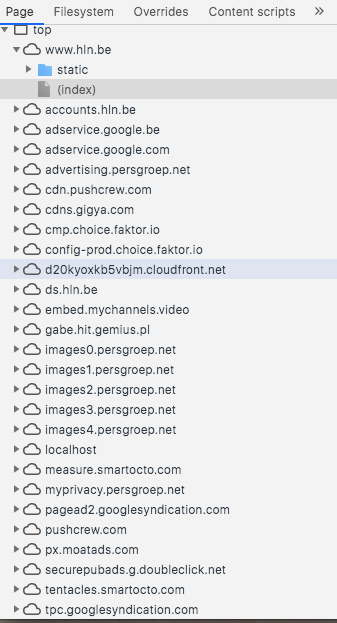 Page Filesystem Overrides Content scripts »
top
www.hln.be
static
(index)
accounts.hln.be
adservice.google.be
adservice.google.com
advertising.persgroep.net
cdn.pushcrew.com
cdns.gigya.com
cmp.choice.faktor.io
config-prod.choice.faktor.io
d20kyoxkb5vbjm.cloudfront.net
ds.hln.be
embed.mychannels.video
gabe.hit.gemius.pl
images0.persgroep.net
images1.persgroep.net
images2.persgroep.net
images3.persgroep.net
images4.persgroep.net
localhost
measure.smartocto.com
myprivacy.persgroep.net
pagead2.googlesyndication.com
pushcrew.com
px.moatads.com
securepubads.g.doubleclick.net
tentacles.smartocto.com
tpc.googlesyndication.com